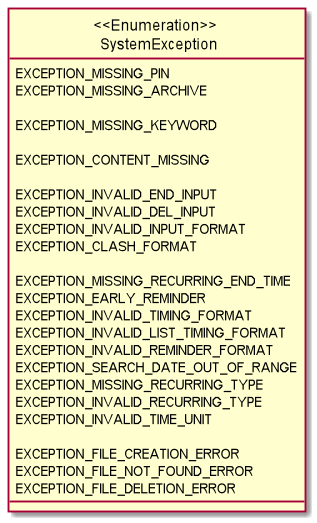 <<Enumeration>>
SystemException
EXCEPTION_MISSING_PIN
EXCEPTION_MISSING_ARCHIVE
EXCEPTION_MISSING_KEYWORD
EXCEPTION_CONTENT_MISSING
EXCEPTION_INVALID_END_INPUT
EXCEPTION_INVALID_DEL_INPUT
EXCEPTION_INVALID_INPUT_FORMAT
EXCEPTION_CLASH_FORMAT
EXCEPTION_MISSING_RECURRING_END_TIME
EXCEPTION_EARLY_REMINDER
EXCEPTION_INVALID_TIMING_FORMAT
EXCEPTION_INVALID_LIST_TIMING_FORMAT
EXCEPTION_INVALID_REMINDER_FORMAT
EXCEPTION_SEARCH_DATE_OUT_OF_RANGE
EXCEPTION_MISSING_RECURRING_TYPE
EXCEPTION_INVALID_RECURRING_TYPE
EXCEPTION_INVALID_TIME_UNIT
EXCEPTION_FILE_CREATION_ERROR
EXCEPTION_FILE_NOT_FOUND_ERROR
EXCEPTION_FILE_DELETION_ERROR